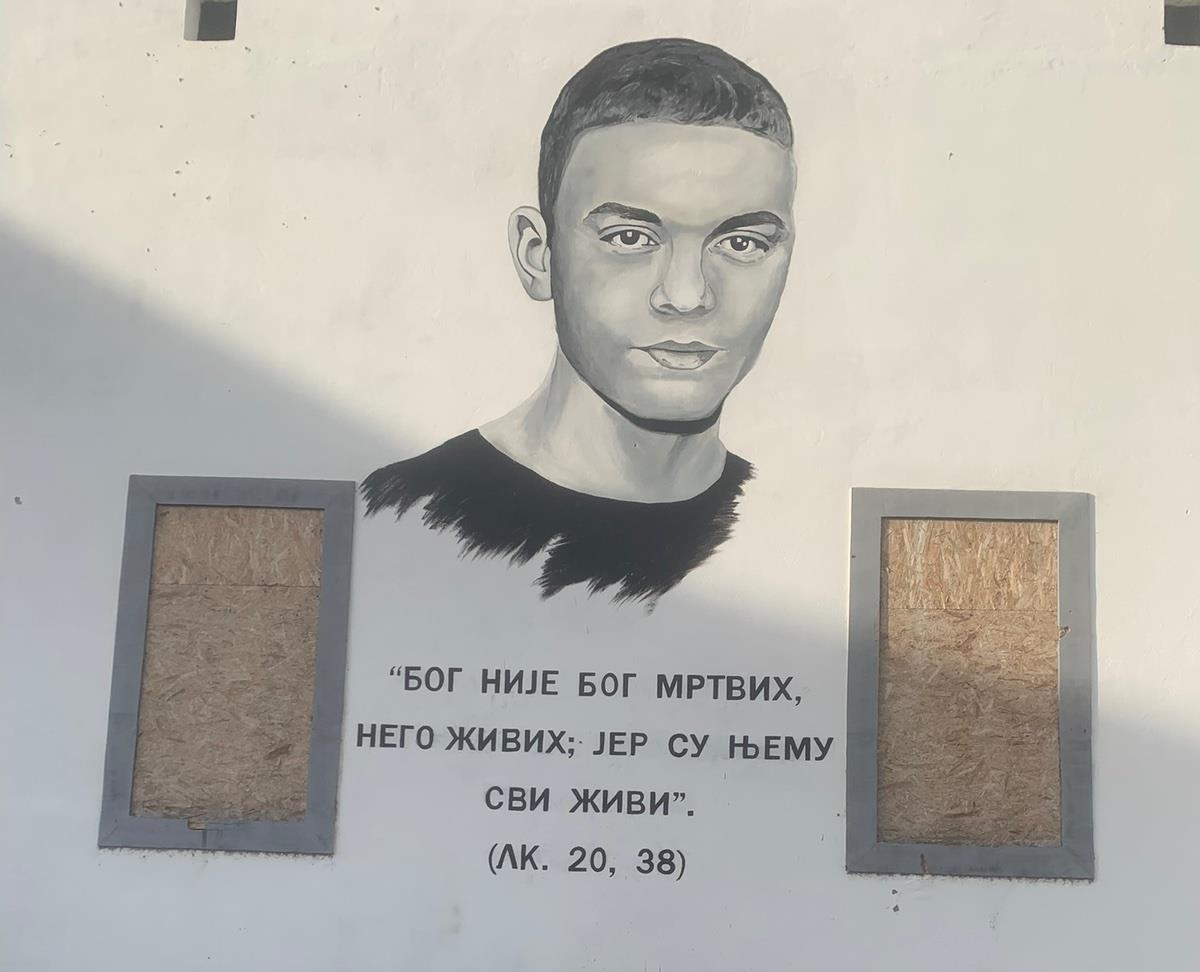 “БОГ НИЈЕ БОГ МРТВИХ,
НЕГО ЖИВИХ; ЈЕР СУ ЊЕМУ
СВИ ЖИВИ”.
(ЛК. 20, 38)